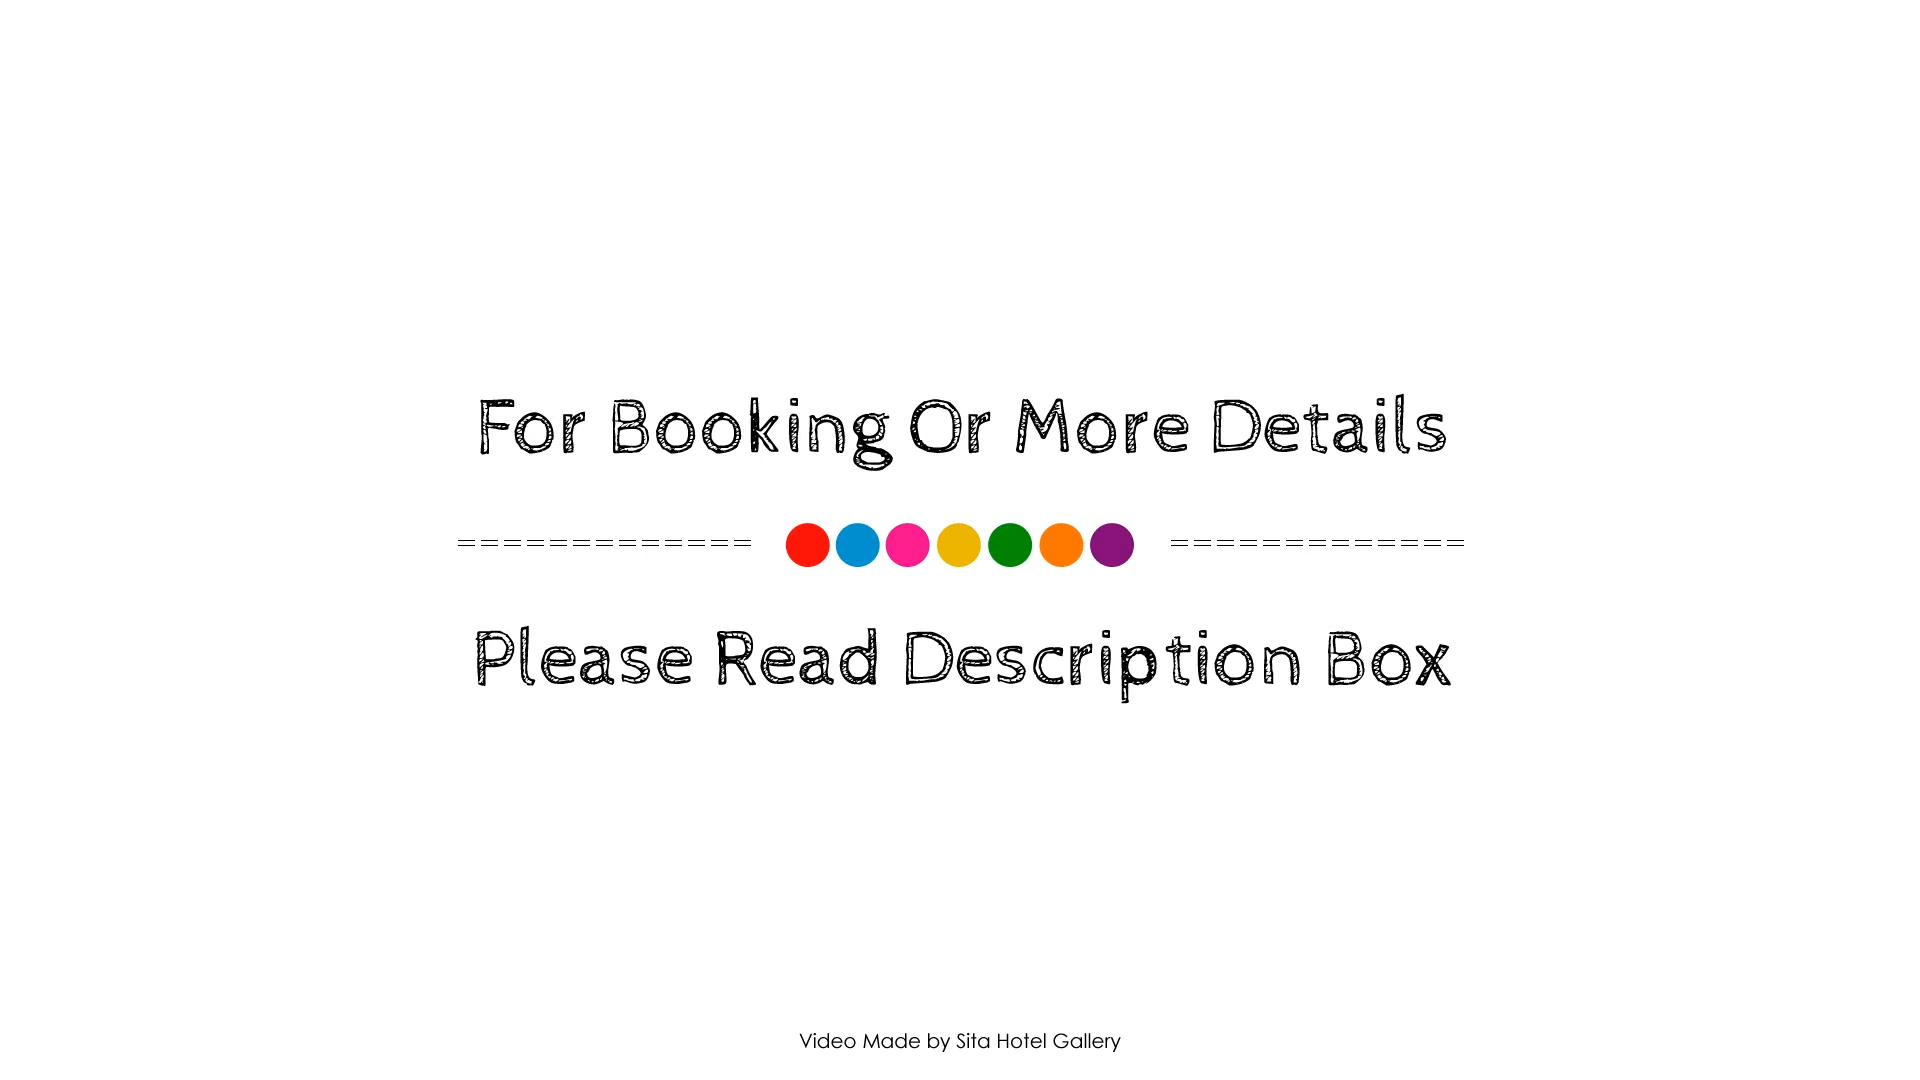 For Booking Or More Details
============= =============
Please Read Description Box
Video Made by Sita Hotel Gallery